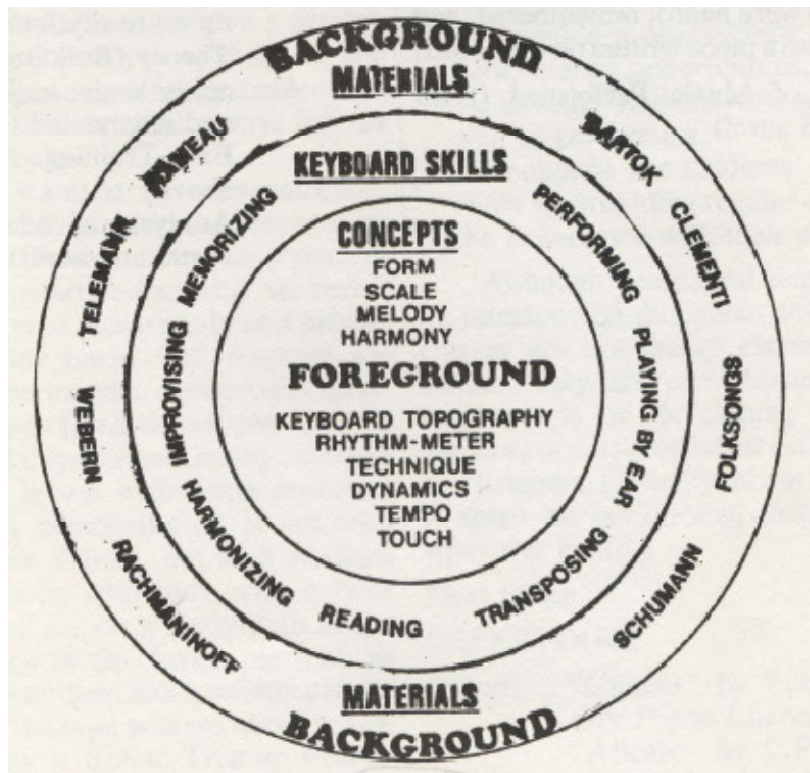 BACKGROUND
MATERIALS
RAMEAU
BARTOK
CLEMENTI
FOLKSONGS
SCHUMANN
TELEMANN
WEBERN
RACHMANINOFF
KEYBOARD SKILLS
MEMORIZING
PERFORMING
PLAYING BY EAR
IMPROVISING
HARMONIZING
READING
TRANSPOSING
CONCEPTS
FORM
SCALE
MELODY
HARMONY
FOREGROUND
KEYBOARD TOPOGRAPHY
RHYTHM-METER
TECHNIQUE
DYNAMICS
TEMPO
TOUCH
MATERIALS
BACKGROUND